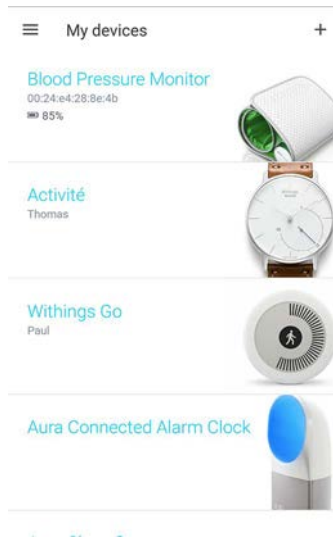 My devices
+
Blood Pressure Monitor
00:24:e4:28:8e:4b
85%
Activité
Thomas
Withings Go
Paul
Aura Connected Alarm Clock